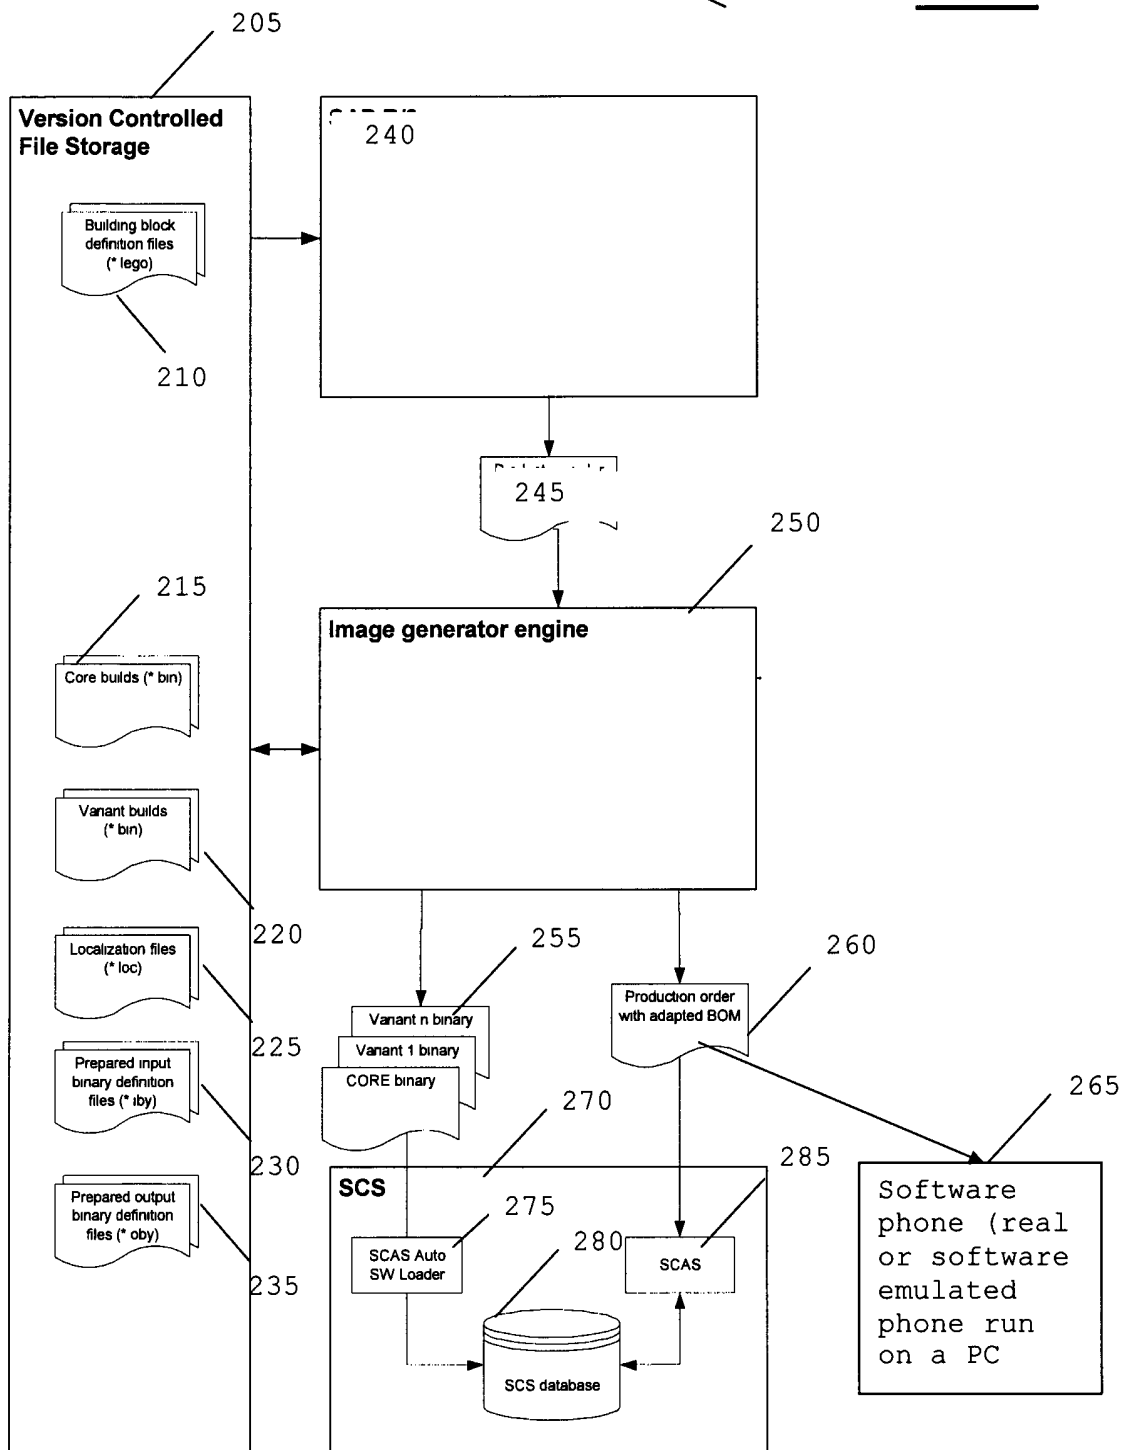 205
Version Controlled
File Storage
240
Building block
definition files
(* lego)
210
245
250
215
Image generator engine
Core builds (* bin)
Variant builds
(* bin)
220
255
260
Localization files
(* loc)
Production order
with adapted BOM
Variant n binary
225
Variant 1 binary
Prepared input
binary definition
files (* iby)
CORE binary
270
265
230
285
SCS
Software
phone (real
or software
emulated
phone run
on a PC
Prepared output
binary definition
files (* oby)
275
280
SCAS Auto
SW Loader
SCAS
235
SCS database